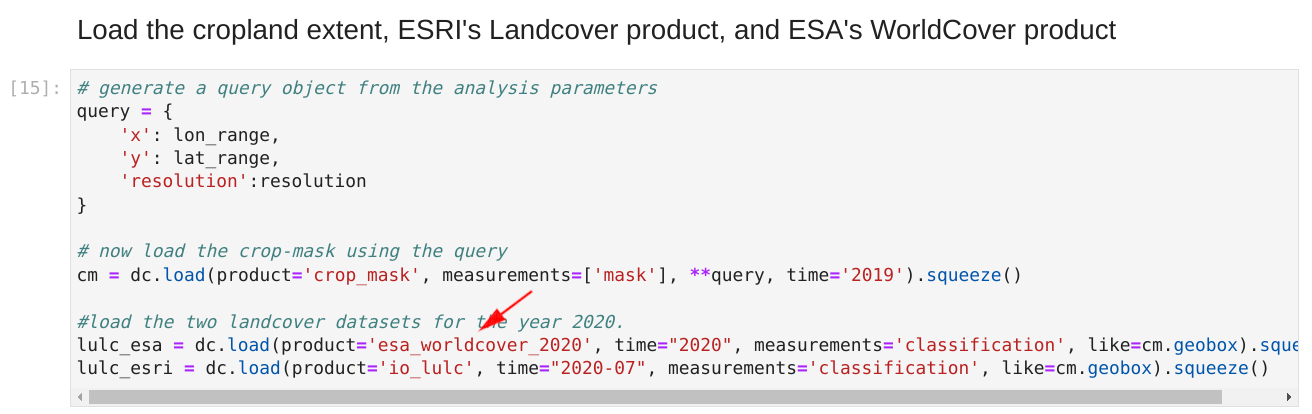 Load the cropland extent, ESRI's Landcover product, and ESA's WorldCover product
[15]:
# generate a query object from the analysis parameters
query = {
    'x': lon_range,
    'y': lat_range,
    'resolution':resolution
}
# now load the crop-mask using the query
cm = dc.load(product='crop_mask', measurements=['mask'], **query, time='2019').squeeze()
#load the two landcover datasets for the year 2020.
lulc_esa = dc.load(product='esa_worldcover_2020', time="2020", measurements='classification', like=cm.geobox).sque
lulc_esri = dc.load(product='io_lulc', time="2020-07", measurements='classification', like=cm.geobox).squeeze()